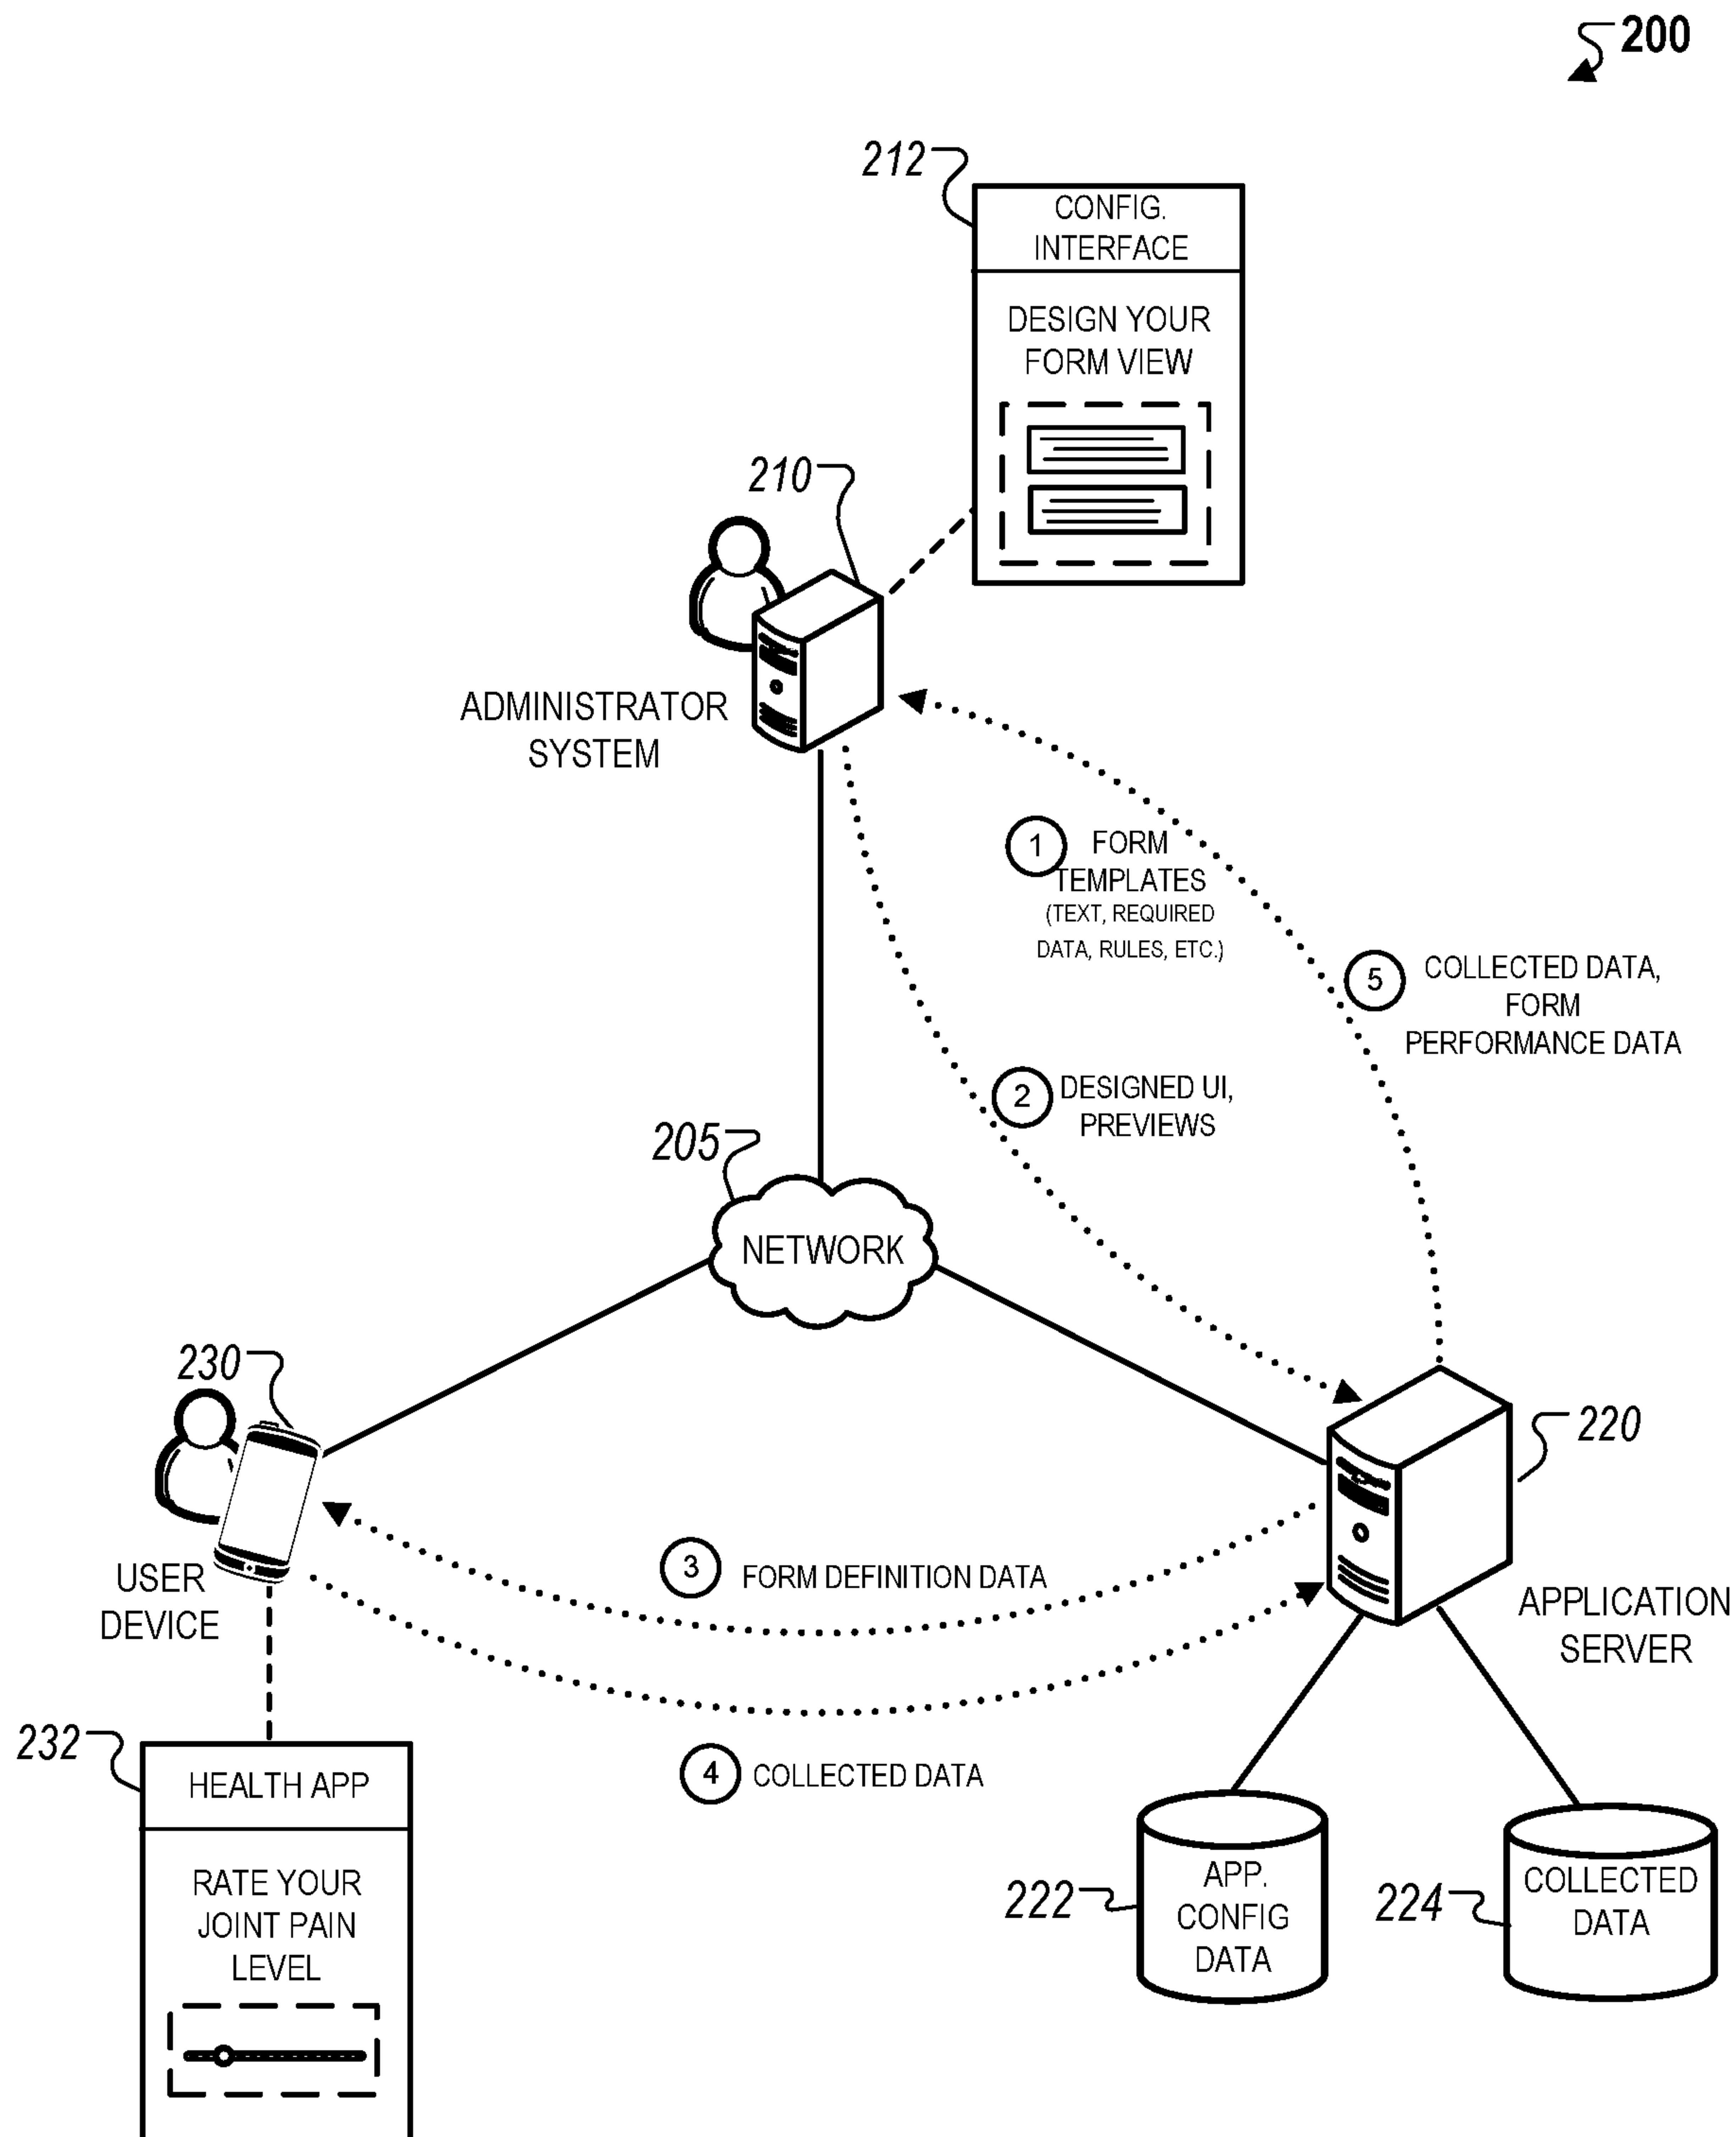 200
212
CONFIG.
INTERFACE
DESIGN YOUR
FORM VIEW
210
ADMINISTRATOR
SYSTEM
1
FORM
TEMPLATES
(TEXT, REQUIRED
DATA, RULES, ETC.)
5
COLLECTED DATA,
FORM
PERFORMANCE DATA
2
DESIGNED UI,
PREVIEWS
205
NETWORK
230
USER
DEVICE
220
APPLICATION
SERVER
3
FORM DEFINITION DATA
4
COLLECTED DATA
232
HEALTH APP
RATE YOUR
JOINT PAIN
LEVEL
222
APP.
CONFIG
DATA
224
COLLECTED
DATA